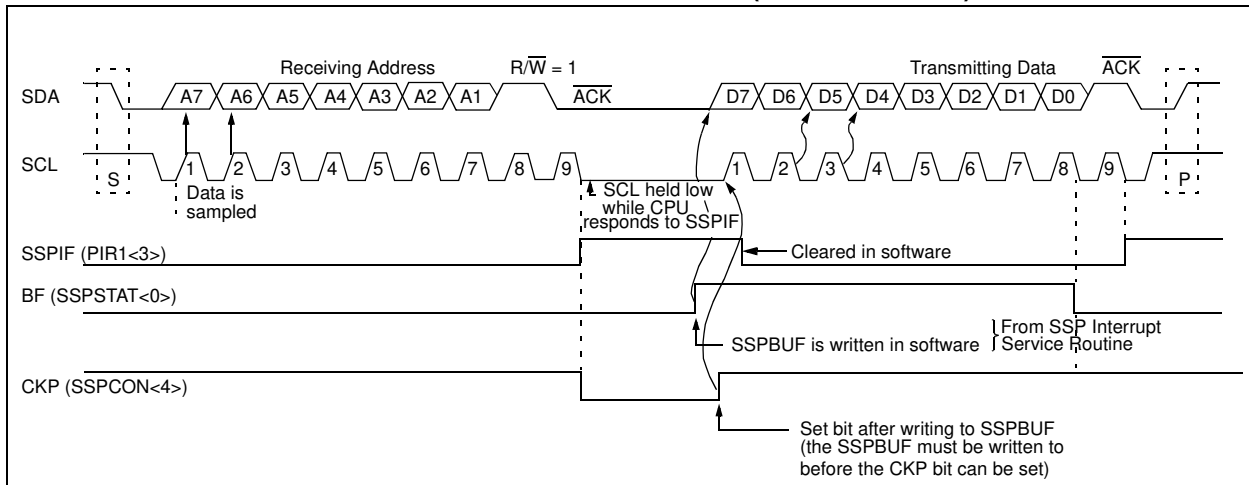 Receiving Address R/W̅ = 1 Transmitting Data A̅C̅K̅
SDA A7 A6 A5 A4 A3 A2 A1 A̅C̅K̅ D7 D6 D5 D4 D3 D2 D1 D0
SCL S 1 2 3 4 5 6 7 8 9 1 2 3 4 5 6 7 8 9 P
Data is
sampled
SCL held low
while CPU
responds to SSPIF
SSPIF (PIR1<3>)
Cleared in software
BF (SSPSTAT<0>)
SSPBUF is written in software
From SSP Interrupt
Service Routine
CKP (SSPCON<4>)
Set bit after writing to SSPBUF
(the SSPBUF must be written to
before the CKP bit can be set)